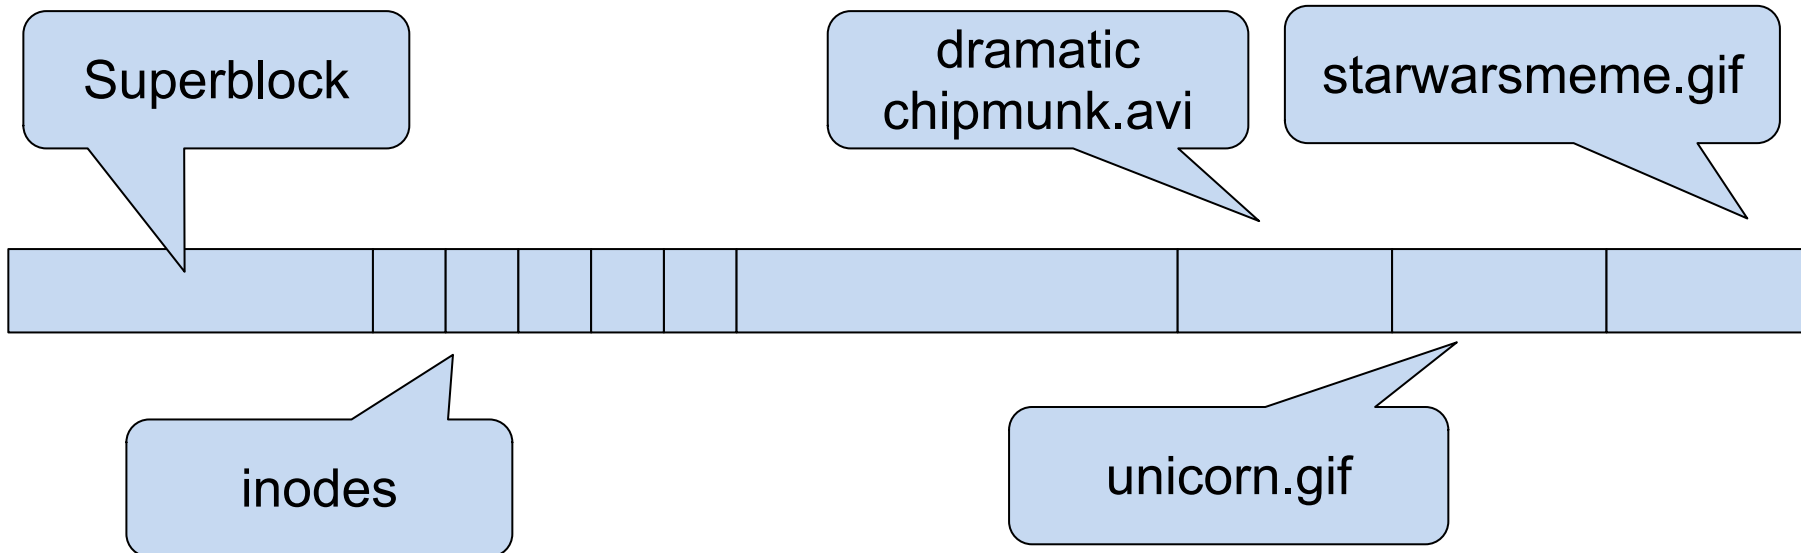 Superblock
dramatic
chipmunk.avi
starwarsmeme.gif
inodes
unicorn.gif